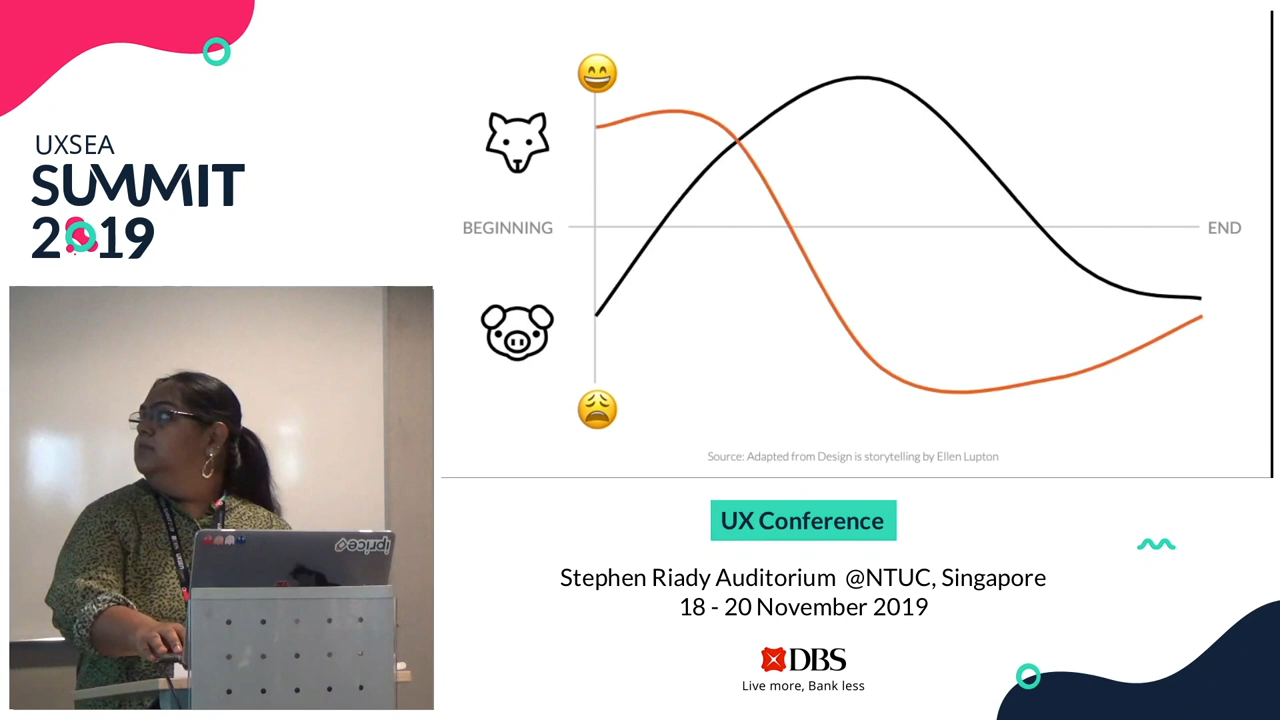 UXSEA
SUMMIT
2019
BEGINNING
END
Source: Adapted from Design is storytelling by Ellen Lupton
iprice
UX Conference
Stephen Riady Auditorium @NTUC, Singapore
18 - 20 November 2019
DBS
Live more, Bank less